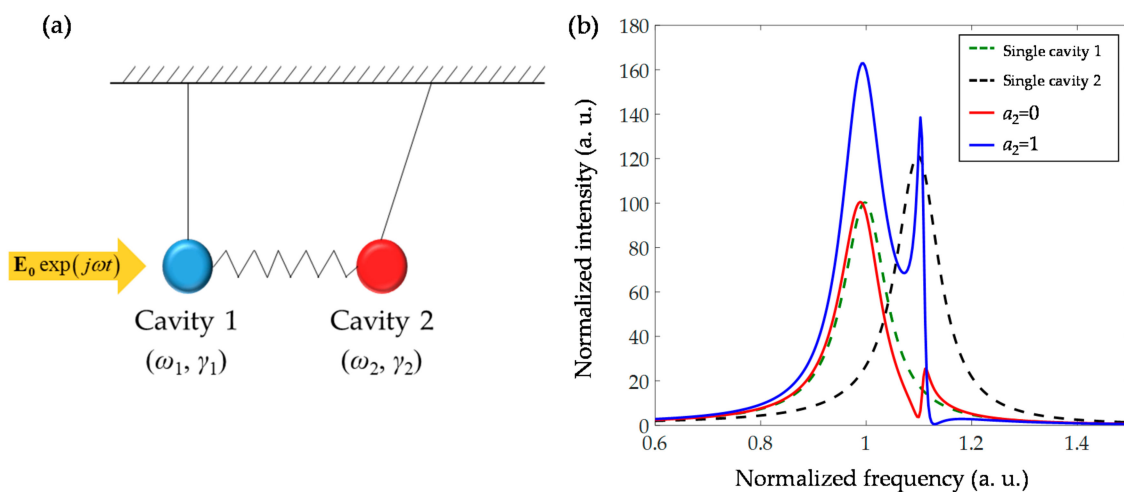 (a)
E₀ exp(jωt)
Cavity 1
(ω₁, γ₁)
Cavity 2
(ω₂, γ₂)
(b)
Normalized intensity (a. u.)
180
160
140
120
100
80
60
40
20
0
0.6
0.8
1
1.2
1.4
Normalized frequency (a. u.)
Single cavity 1
Single cavity 2
a₂=0
a₂=1